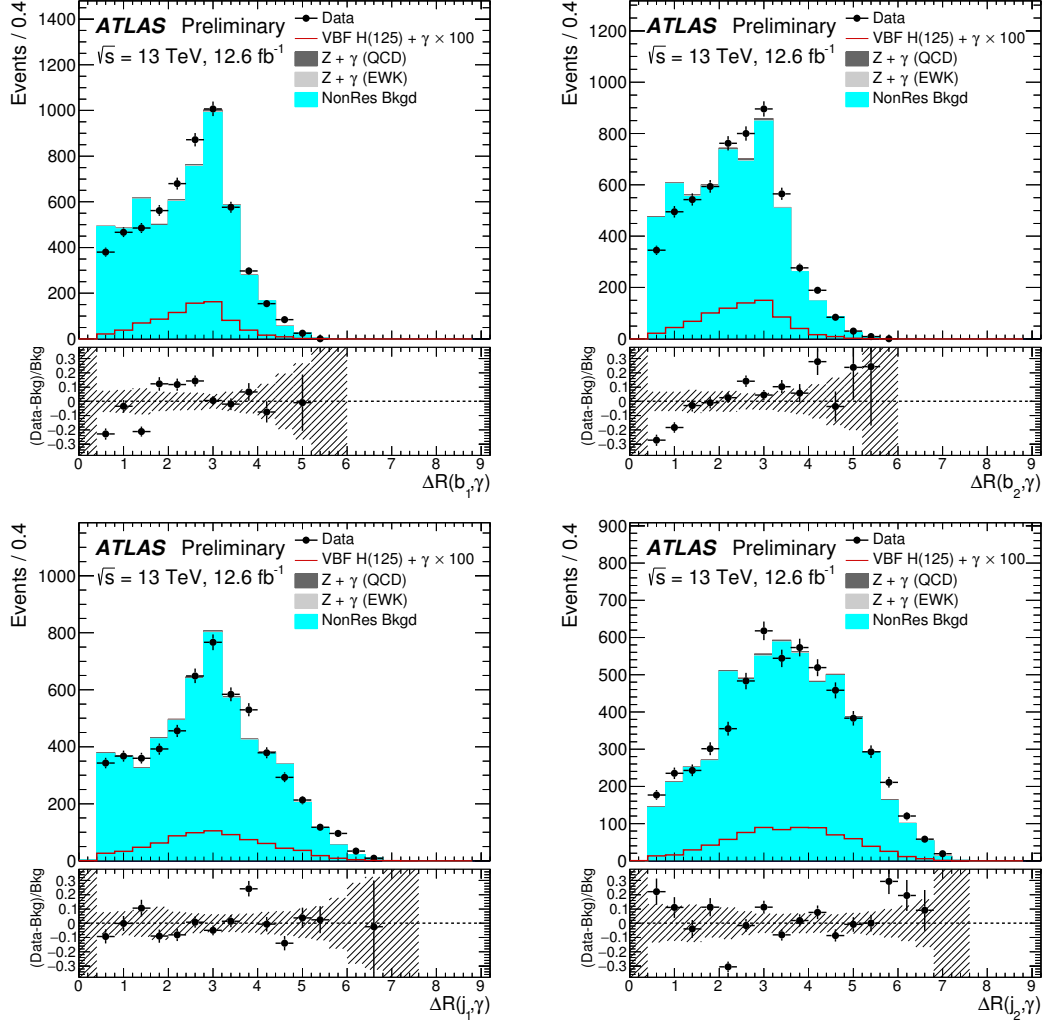 Events / 0.4
1400
1200
1000
800
600
400
200
0
ATLAS Preliminary
√s = 13 TeV, 12.6 fb⁻¹
Data
VBF H(125) + γ × 100
Z + γ (QCD)
Z + γ (EWK)
NonRes Bkgd
(Data-Bkg)/Bkg
0.3
0.2
0.1
0
−0.1
−0.2
−0.3
0 1 2 3 4 5 6 7 8 9
ΔR(b₁,γ)
Events / 0.4
1200
1000
800
600
400
200
0
ATLAS Preliminary
√s = 13 TeV, 12.6 fb⁻¹
Data
VBF H(125) + γ × 100
Z + γ (QCD)
Z + γ (EWK)
NonRes Bkgd
(Data-Bkg)/Bkg
0.3
0.2
0.1
0
−0.1
−0.2
−0.3
0 1 2 3 4 5 6 7 8 9
ΔR(b₂,γ)
Events / 0.4
1000
800
600
400
200
0
ATLAS Preliminary
√s = 13 TeV, 12.6 fb⁻¹
Data
VBF H(125) + γ × 100
Z + γ (QCD)
Z + γ (EWK)
NonRes Bkgd
(Data-Bkg)/Bkg
0.3
0.2
0.1
0
−0.1
−0.2
−0.3
0 1 2 3 4 5 6 7 8 9
ΔR(j₁,γ)
Events / 0.4
900
800
700
600
500
400
300
200
100
0
ATLAS Preliminary
√s = 13 TeV, 12.6 fb⁻¹
Data
VBF H(125) + γ × 100
Z + γ (QCD)
Z + γ (EWK)
NonRes Bkgd
(Data-Bkg)/Bkg
0.3
0.2
0.1
0
−0.1
−0.2
−0.3
0 1 2 3 4 5 6 7 8 9
ΔR(j₂,γ)